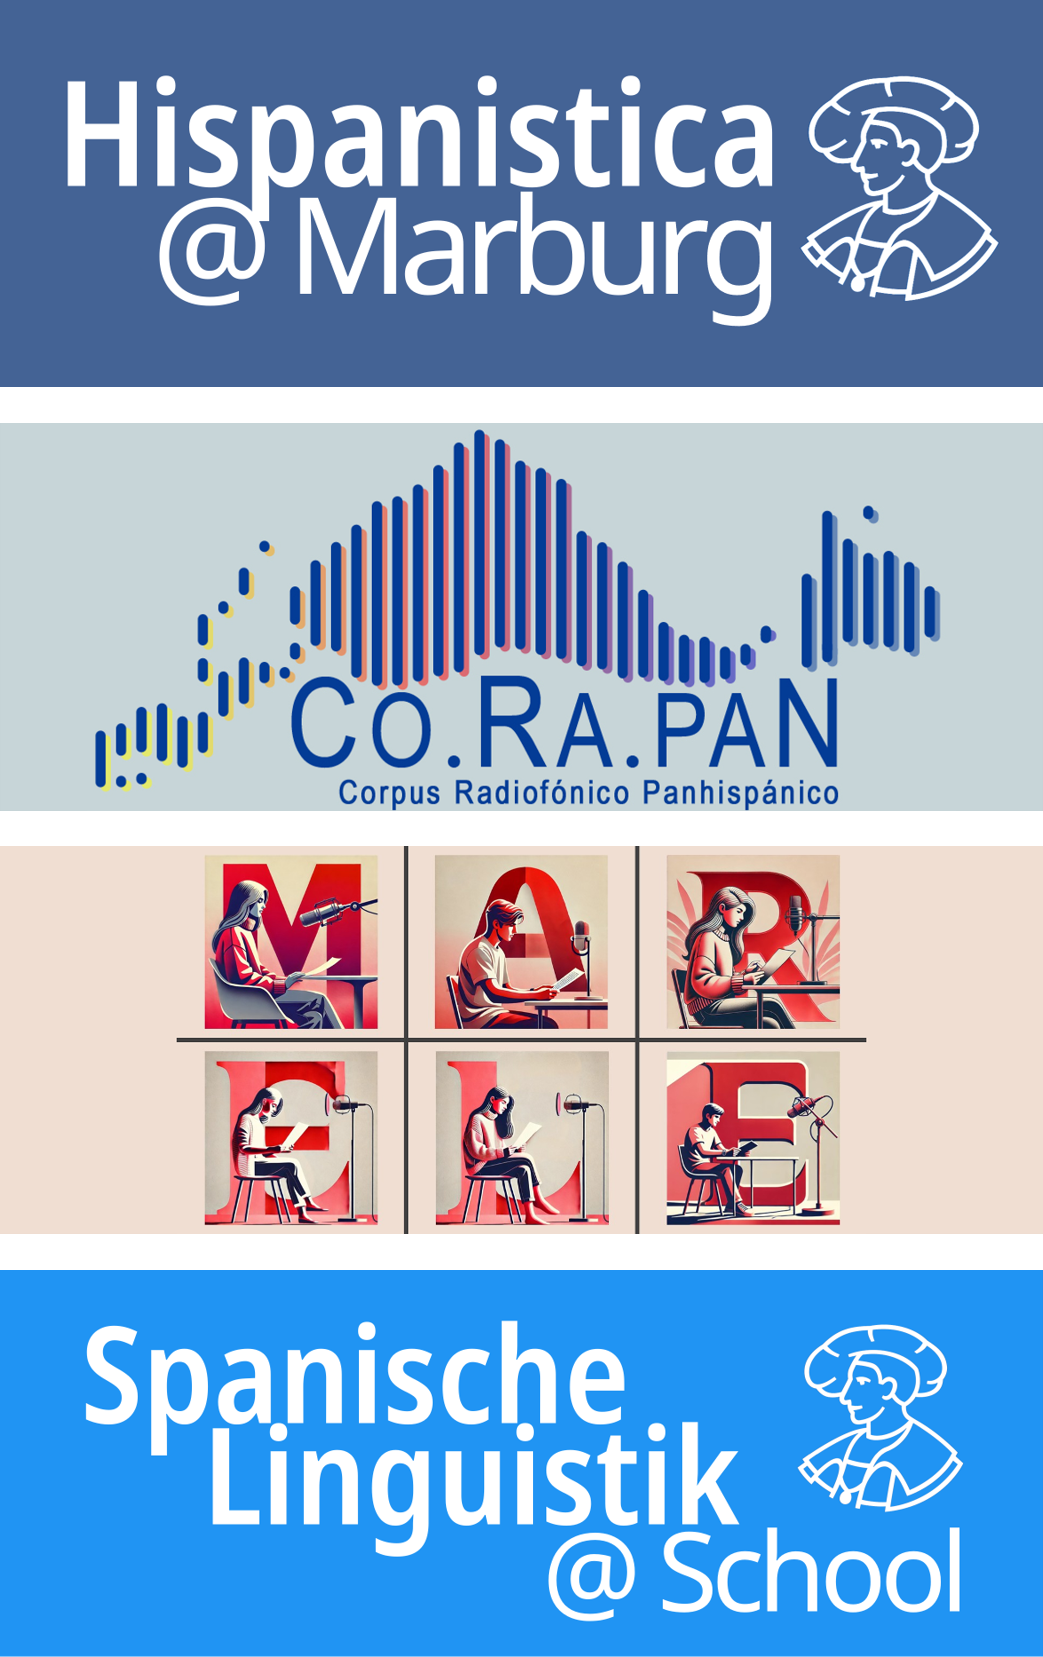 Hispanistica
@ Marburg
CO.RA.PAN
Corpus Radiofónico Panhispánico
M A R
E L E
Spanische
Linguistik
@ School